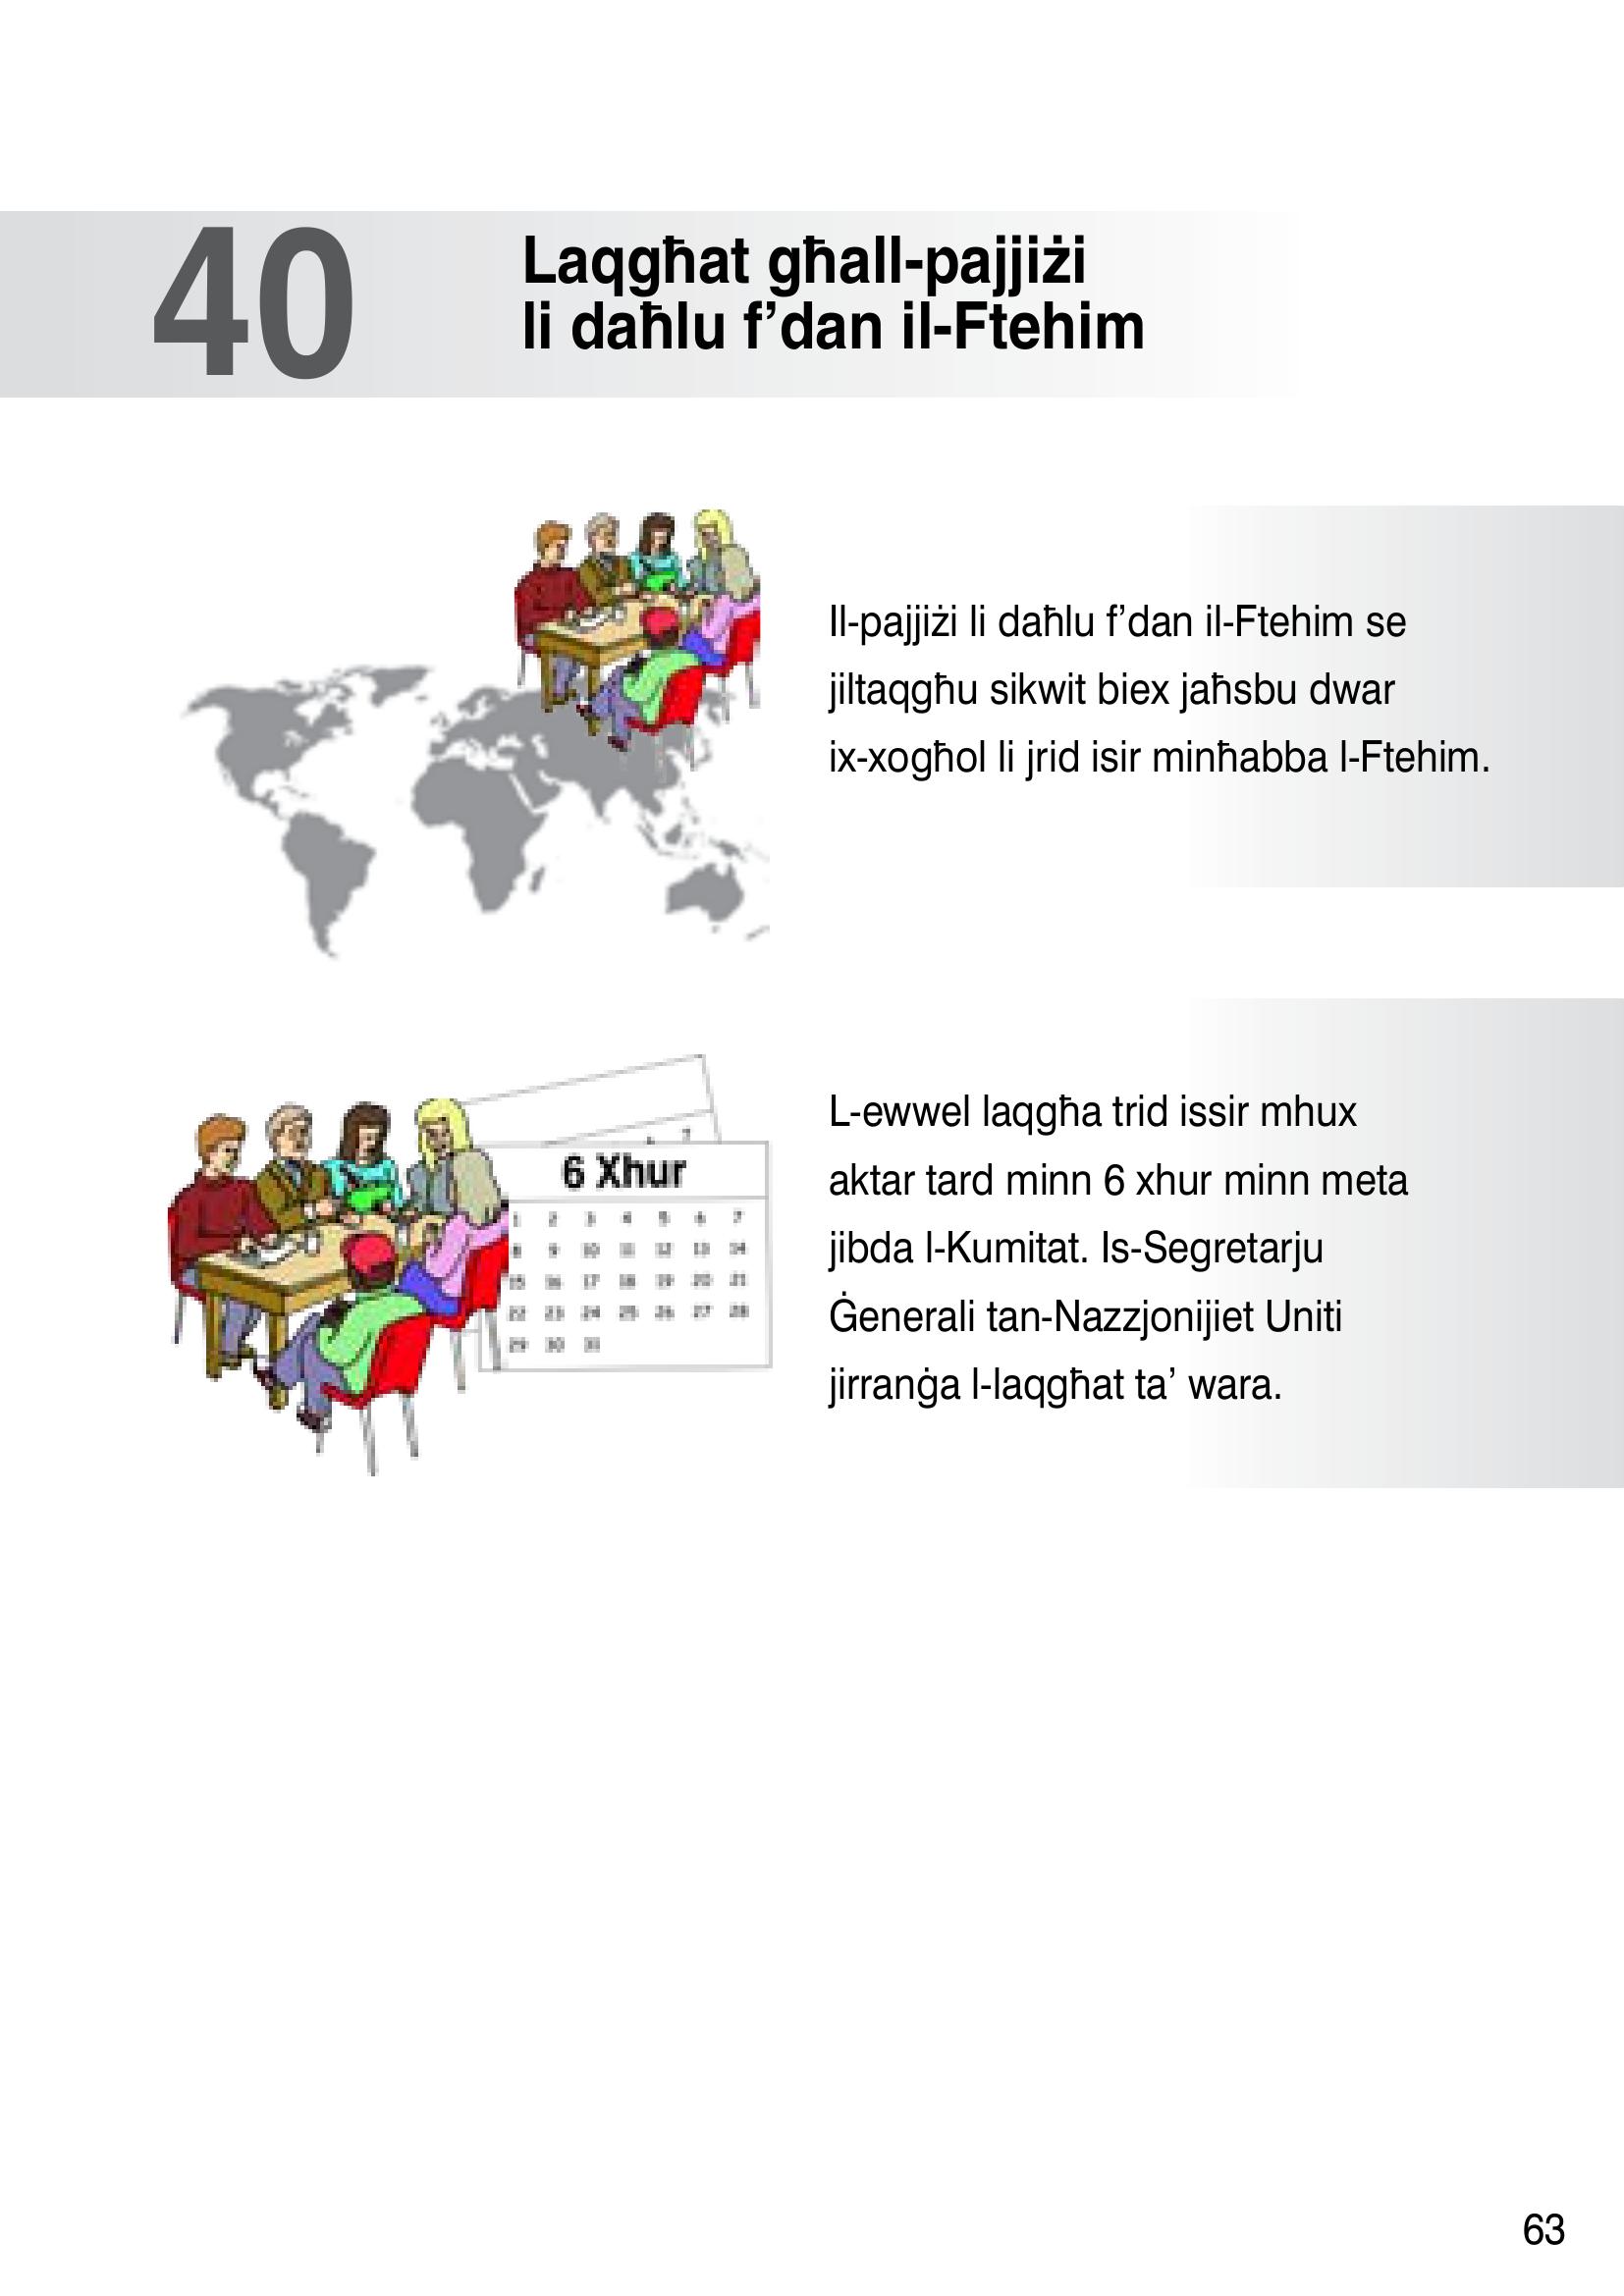 40
Laqgħat għall-pajjiżi
li daħlu f’dan il-Ftehim
Il-pajjiżi li daħlu f’dan il-Ftehim se
jiltaqgħu sikwit biex jaħsbu dwar
ix-xogħol li jrid isir minħabba l-Ftehim.
6 Xhur
1 2 3 4 5 6 7
8 9 10 11 12 13 14
15 16 17 18 19 20 21
22 23 24 25 26 27 28
29 30 31
L-ewwel laqgħa trid issir mhux
aktar tard minn 6 xhur minn meta
jibda l-Kumitat. Is-Segretarju
Ġenerali tan-Nazzjonijiet Uniti
jirranġa l-laqgħat ta’ wara.
63